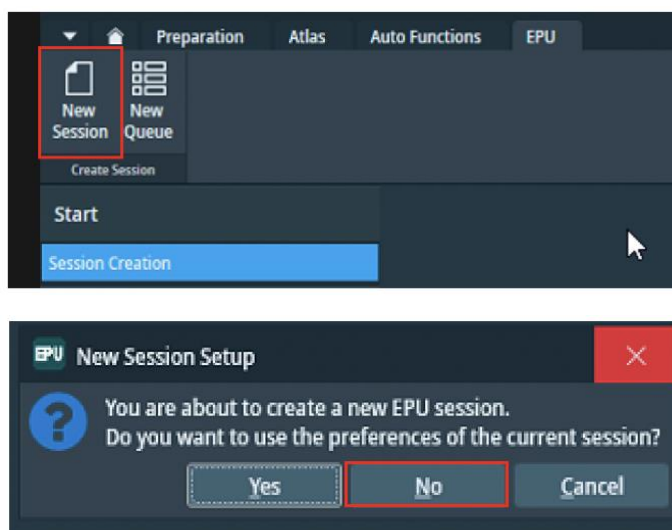 Preparation Atlas Auto Functions EPU
New New
Session Queue
Create Session
Start
Session Creation
EPU New Session Setup
You are about to create a new EPU session.
Do you want to use the preferences of the current session?
Yes No Cancel